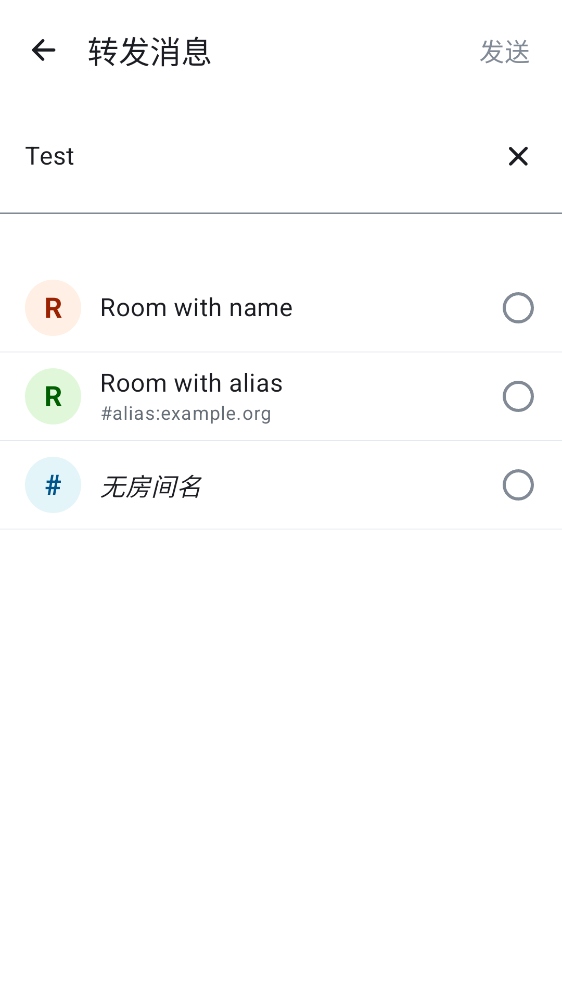 转发消息
发送
Test
R
Room with name
R
Room with alias
#alias:example.org
#
无房间名